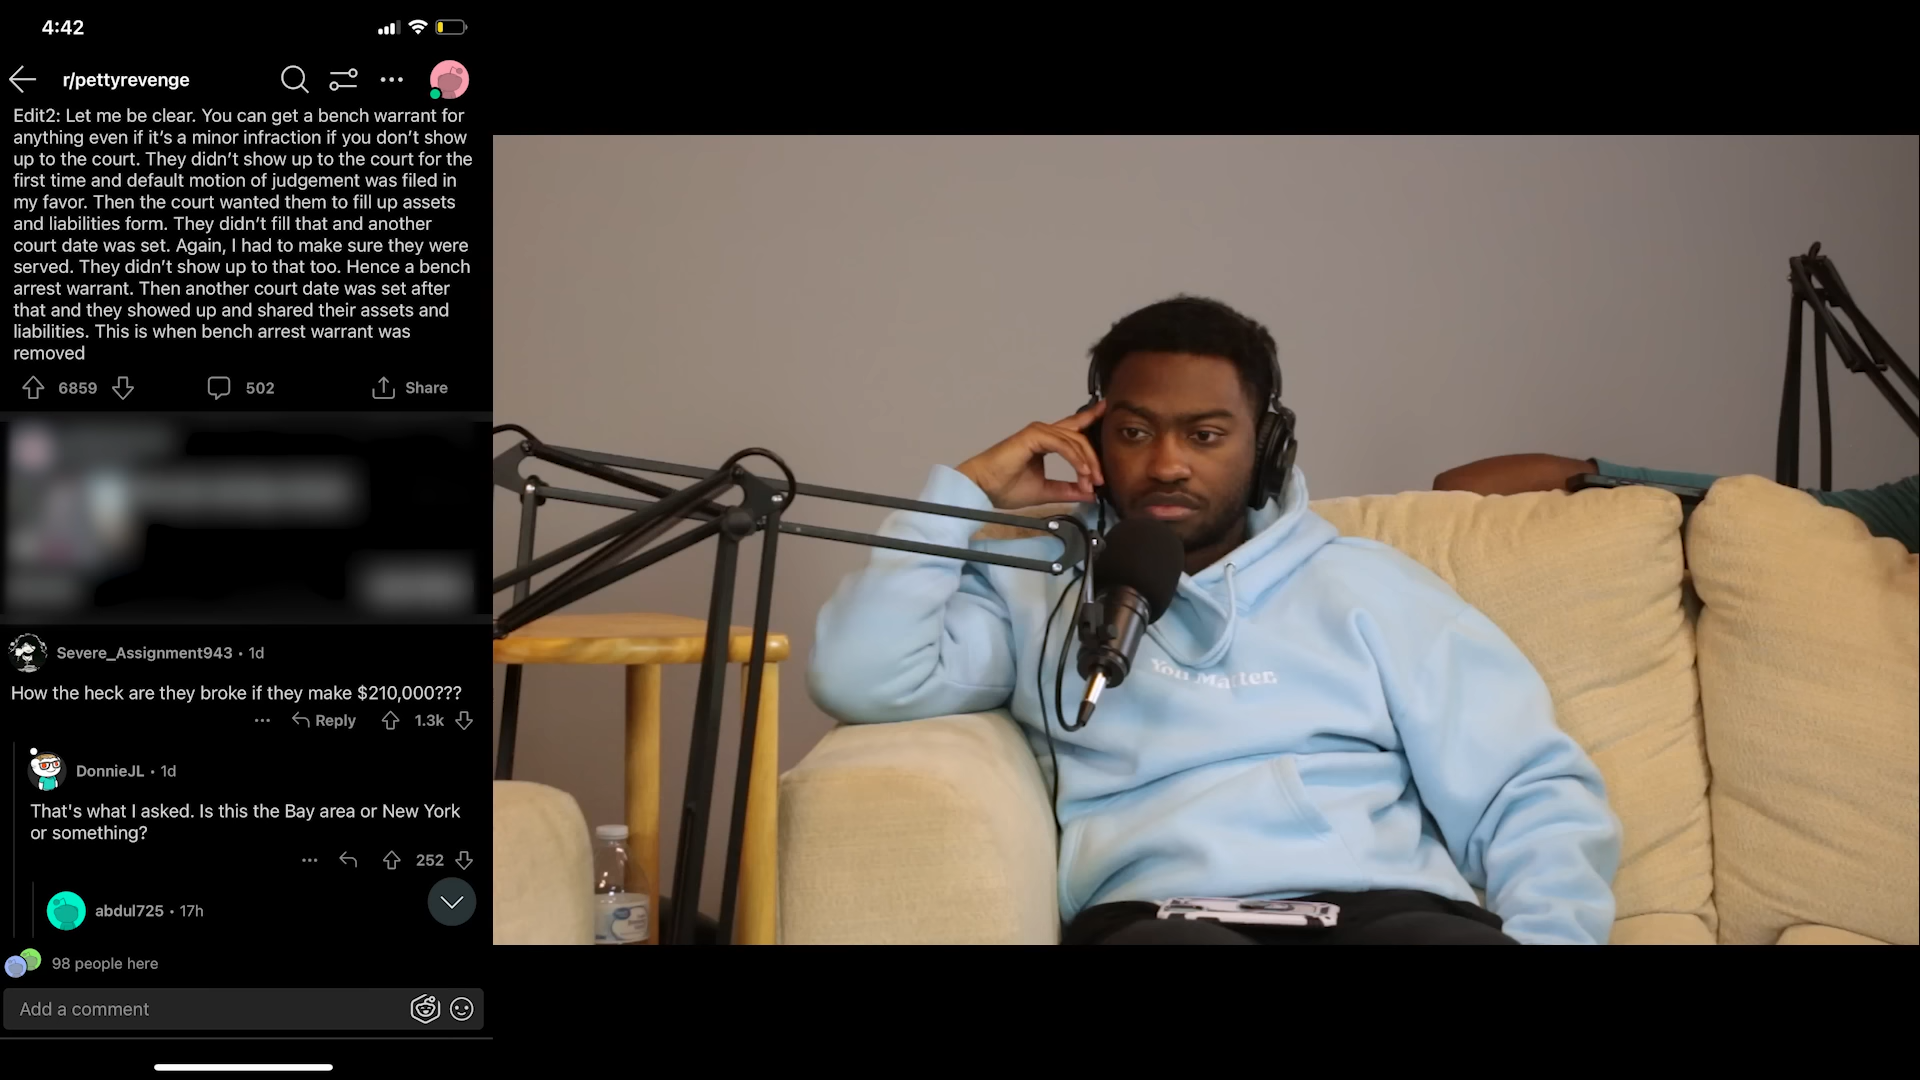 4:42
r/pettyrevenge
Edit2: Let me be clear. You can get a bench warrant for
anything even if it’s a minor infraction if you don’t show
up to the court. They didn’t show up to the court for the
first time and default motion of judgement was filed in
my favor. Then the court wanted them to fill up assets
and liabilities form. They didn’t fill that and another
court date was set. Again, I had to make sure they were
served. They didn’t show up to that too. Hence a bench
arrest warrant. Then another court date was set after
that and they showed up and shared their assets and
liabilities. This is when bench arrest warrant was
removed
6859
502
Share
Severe_Assignment943 • 1d
How the heck are they broke if they make $210,000???
Reply
1.3k
DonnieJL • 1d
That's what I asked. Is this the Bay area or New York
or something?
252
abdul725 • 17h
98 people here
Add a comment
You Matter.